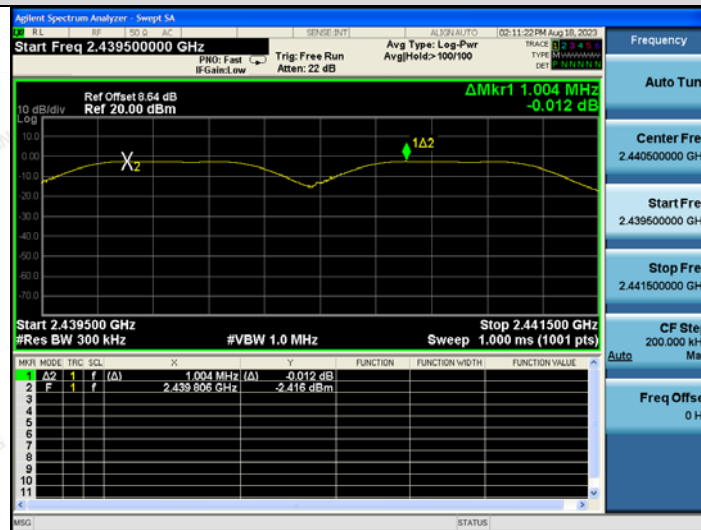 Agilent Spectrum Analyzer - Swept SA
RL RF 50 Ω AC SENSE:INT ALIGN AUTO 02:11:22 PM Aug 18, 2023
Start Freq 2.439500000 GHz
PNO: Fast
IFGain:Low
Trig: Free Run
Atten: 22 dB
Avg Type: Log-Pwr
Avg|Hold:> 100/100
TRACE 1 2 3 4 5 6
TYPE M
DET P N N N N N
ΔMkr1 1.004 MHz
-0.012 dB
Ref Offset 8.64 dB
10 dB/div Ref 20.00 dBm
Log
10.0
0.00
-10.0
-20.0
-30.0
-40.0
-50.0
-60.0
-70.0
X2
1Δ2
Start 2.439500 GHz Stop 2.441500 GHz
#Res BW 300 kHz #VBW 1.0 MHz Sweep 1.000 ms (1001 pts)
MKR MODE TRC SCL X Y FUNCTION FUNCTION WIDTH FUNCTION VALUE
1 Δ2 1 f (Δ) 1.004 MHz (Δ) -0.012 dB
2 F 1 f 2.439 806 GHz -2.416 dBm
3
4
5
6
7
8
9
10
11
MSG STATUS
Frequency
Auto Tun
Center Fre
2.440500000 GH
Start Fre
2.439500000 GH
Stop Fre
2.441500000 GH
CF Ste
200.000 kH
Auto Ma
Freq Offse
0 H